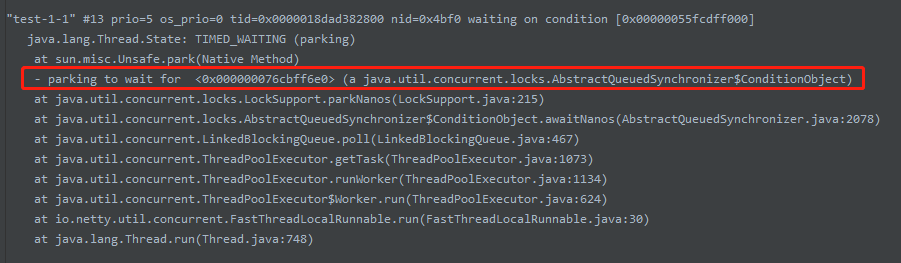 "test-1-1" #13 prio=5 os_prio=0 tid=0x0000018dad382800 nid=0x4bf0 waiting on condition [0x00000055fcdff000]
java.lang.Thread.State: TIMED_WAITING (parking)
at sun.misc.Unsafe.park(Native Method)
- parking to wait for <0x000000076cbff6e0> (a java.util.concurrent.locks.AbstractQueuedSynchronizer$ConditionObject)
at java.util.concurrent.locks.LockSupport.parkNanos(LockSupport.java:215)
at java.util.concurrent.locks.AbstractQueuedSynchronizer$ConditionObject.awaitNanos(AbstractQueuedSynchronizer.java:2078)
at java.util.concurrent.LinkedBlockingQueue.poll(LinkedBlockingQueue.java:467)
at java.util.concurrent.ThreadPoolExecutor.getTask(ThreadPoolExecutor.java:1073)
at java.util.concurrent.ThreadPoolExecutor.runWorker(ThreadPoolExecutor.java:1134)
at java.util.concurrent.ThreadPoolExecutor$Worker.run(ThreadPoolExecutor.java:624)
at io.netty.util.concurrent.FastThreadLocalRunnable.run(FastThreadLocalRunnable.java:30)
at java.lang.Thread.run(Thread.java:748)